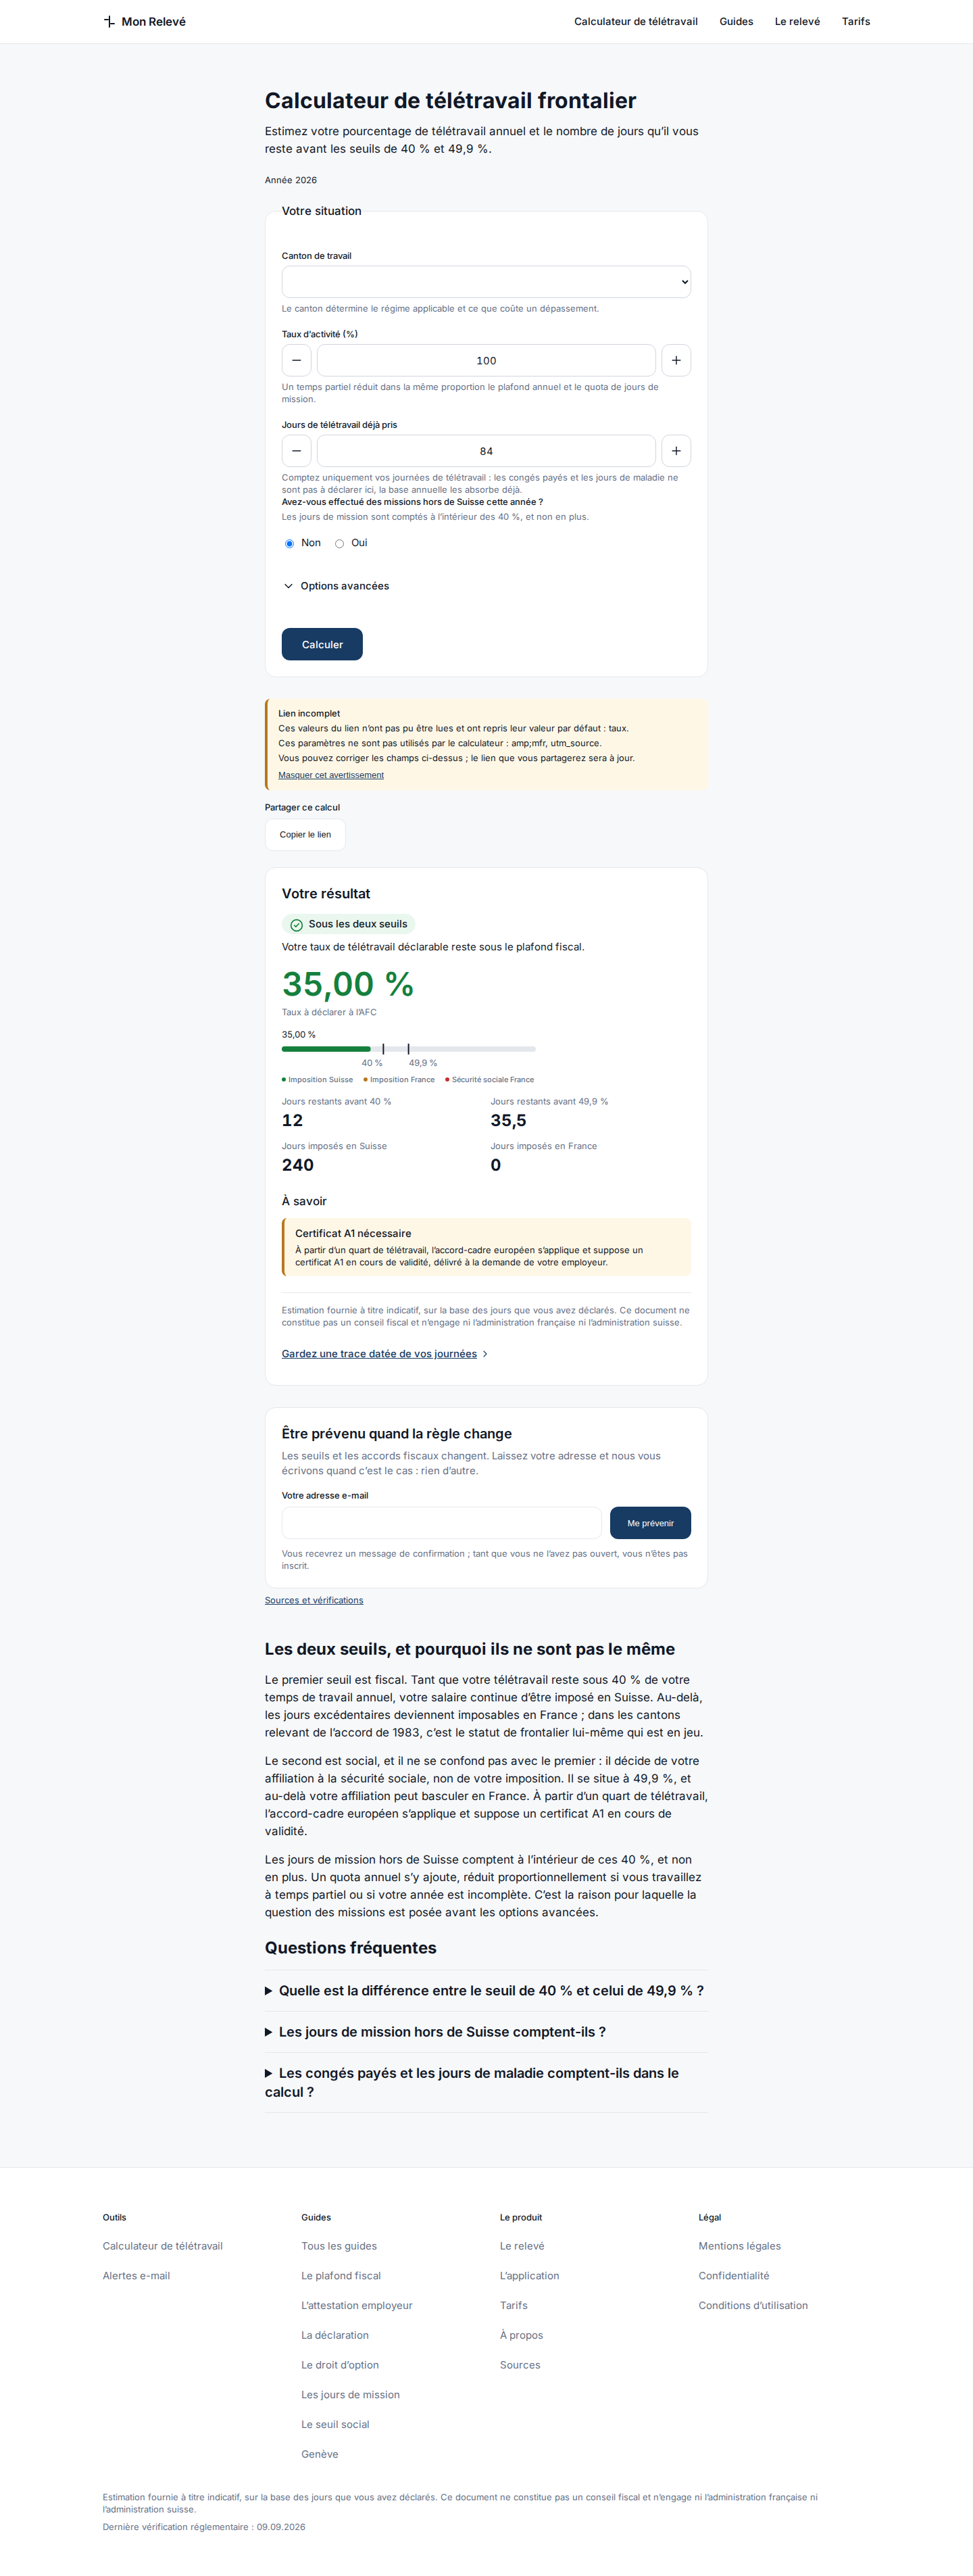 Mon Relevé
Calculateur de télétravail
Guides
Le relevé
Tarifs
Calculateur de télétravail frontalier
Estimez votre pourcentage de télétravail annuel et le nombre de jours qu’il vous
reste avant les seuils de 40 % et 49,9 %.
Année 2026
Votre situation
Canton de travail
Le canton détermine le régime applicable et ce que coûte un dépassement.
Taux d’activité (%)
100
Un temps partiel réduit dans la même proportion le plafond annuel et le quota de jours de
mission.
Jours de télétravail déjà pris
84
Comptez uniquement vos journées de télétravail : les congés payés et les jours de maladie ne
sont pas à déclarer ici, la base annuelle les absorbe déjà.
Avez-vous effectué des missions hors de Suisse cette année ?
Les jours de mission sont comptés à l’intérieur des 40 %, et non en plus.
Non
Oui
Options avancées
Calculer
Lien incomplet
Ces valeurs du lien n’ont pas pu être lues et ont repris leur valeur par défaut : taux.
Ces paramètres ne sont pas utilisés par le calculateur : amp;mfr, utm_source.
Vous pouvez corriger les champs ci-dessus ; le lien que vous partagerez sera à jour.
Masquer cet avertissement
Partager ce calcul
Copier le lien
Votre résultat
Sous les deux seuils
Votre taux de télétravail déclarable reste sous le plafond fiscal.
35,00 %
Taux à déclarer à l’AFC
35,00 %
40 %
49,9 %
Imposition Suisse
Imposition France
Sécurité sociale France
Jours restants avant 40 %
Jours restants avant 49,9 %
12
35,5
Jours imposés en Suisse
Jours imposés en France
240
0
À savoir
Certificat A1 nécessaire
À partir d’un quart de télétravail, l’accord-cadre européen s’applique et suppose un
certificat A1 en cours de validité, délivré à la demande de votre employeur.
Estimation fournie à titre indicatif, sur la base des jours que vous avez déclarés. Ce document ne
constitue pas un conseil fiscal et n’engage ni l’administration française ni l’administration suisse.
Gardez une trace datée de vos journées
Être prévenu quand la règle change
Les seuils et les accords fiscaux changent. Laissez votre adresse et nous vous
écrivons quand c’est le cas : rien d’autre.
Votre adresse e-mail
Me prévenir
Vous recevrez un message de confirmation ; tant que vous ne l’avez pas ouvert, vous n’êtes pas
inscrit.
Sources et vérifications
Les deux seuils, et pourquoi ils ne sont pas le même
Le premier seuil est fiscal. Tant que votre télétravail reste sous 40 % de votre
temps de travail annuel, votre salaire continue d’être imposé en Suisse. Au-delà,
les jours excédentaires deviennent imposables en France ; dans les cantons
relevant de l’accord de 1983, c’est le statut de frontalier lui-même qui est en jeu.
Le second est social, et il ne se confond pas avec le premier : il décide de votre
affiliation à la sécurité sociale, non de votre imposition. Il se situe à 49,9 %, et
au-delà votre affiliation peut basculer en France. À partir d’un quart de télétravail,
l’accord-cadre européen s’applique et suppose un certificat A1 en cours de
validité.
Les jours de mission hors de Suisse comptent à l’intérieur de ces 40 %, et non
en plus. Un quota annuel s’y ajoute, réduit proportionnellement si vous travaillez
à temps partiel ou si votre année est incomplète. C’est la raison pour laquelle la
question des missions est posée avant les options avancées.
Questions fréquentes
Quelle est la différence entre le seuil de 40 % et celui de 49,9 % ?
Les jours de mission hors de Suisse comptent-ils ?
Les congés payés et les jours de maladie comptent-ils dans le
calcul ?
Outils
Calculateur de télétravail
Alertes e-mail
Guides
Tous les guides
Le plafond fiscal
L’attestation employeur
La déclaration
Le droit d’option
Les jours de mission
Le seuil social
Genève
Le produit
Le relevé
L’application
Tarifs
À propos
Sources
Légal
Mentions légales
Confidentialité
Conditions d’utilisation
Estimation fournie à titre indicatif, sur la base des jours que vous avez déclarés. Ce document ne constitue pas un conseil fiscal et n’engage ni l’administration française ni
l’administration suisse.
Dernière vérification réglementaire : 09.09.2026